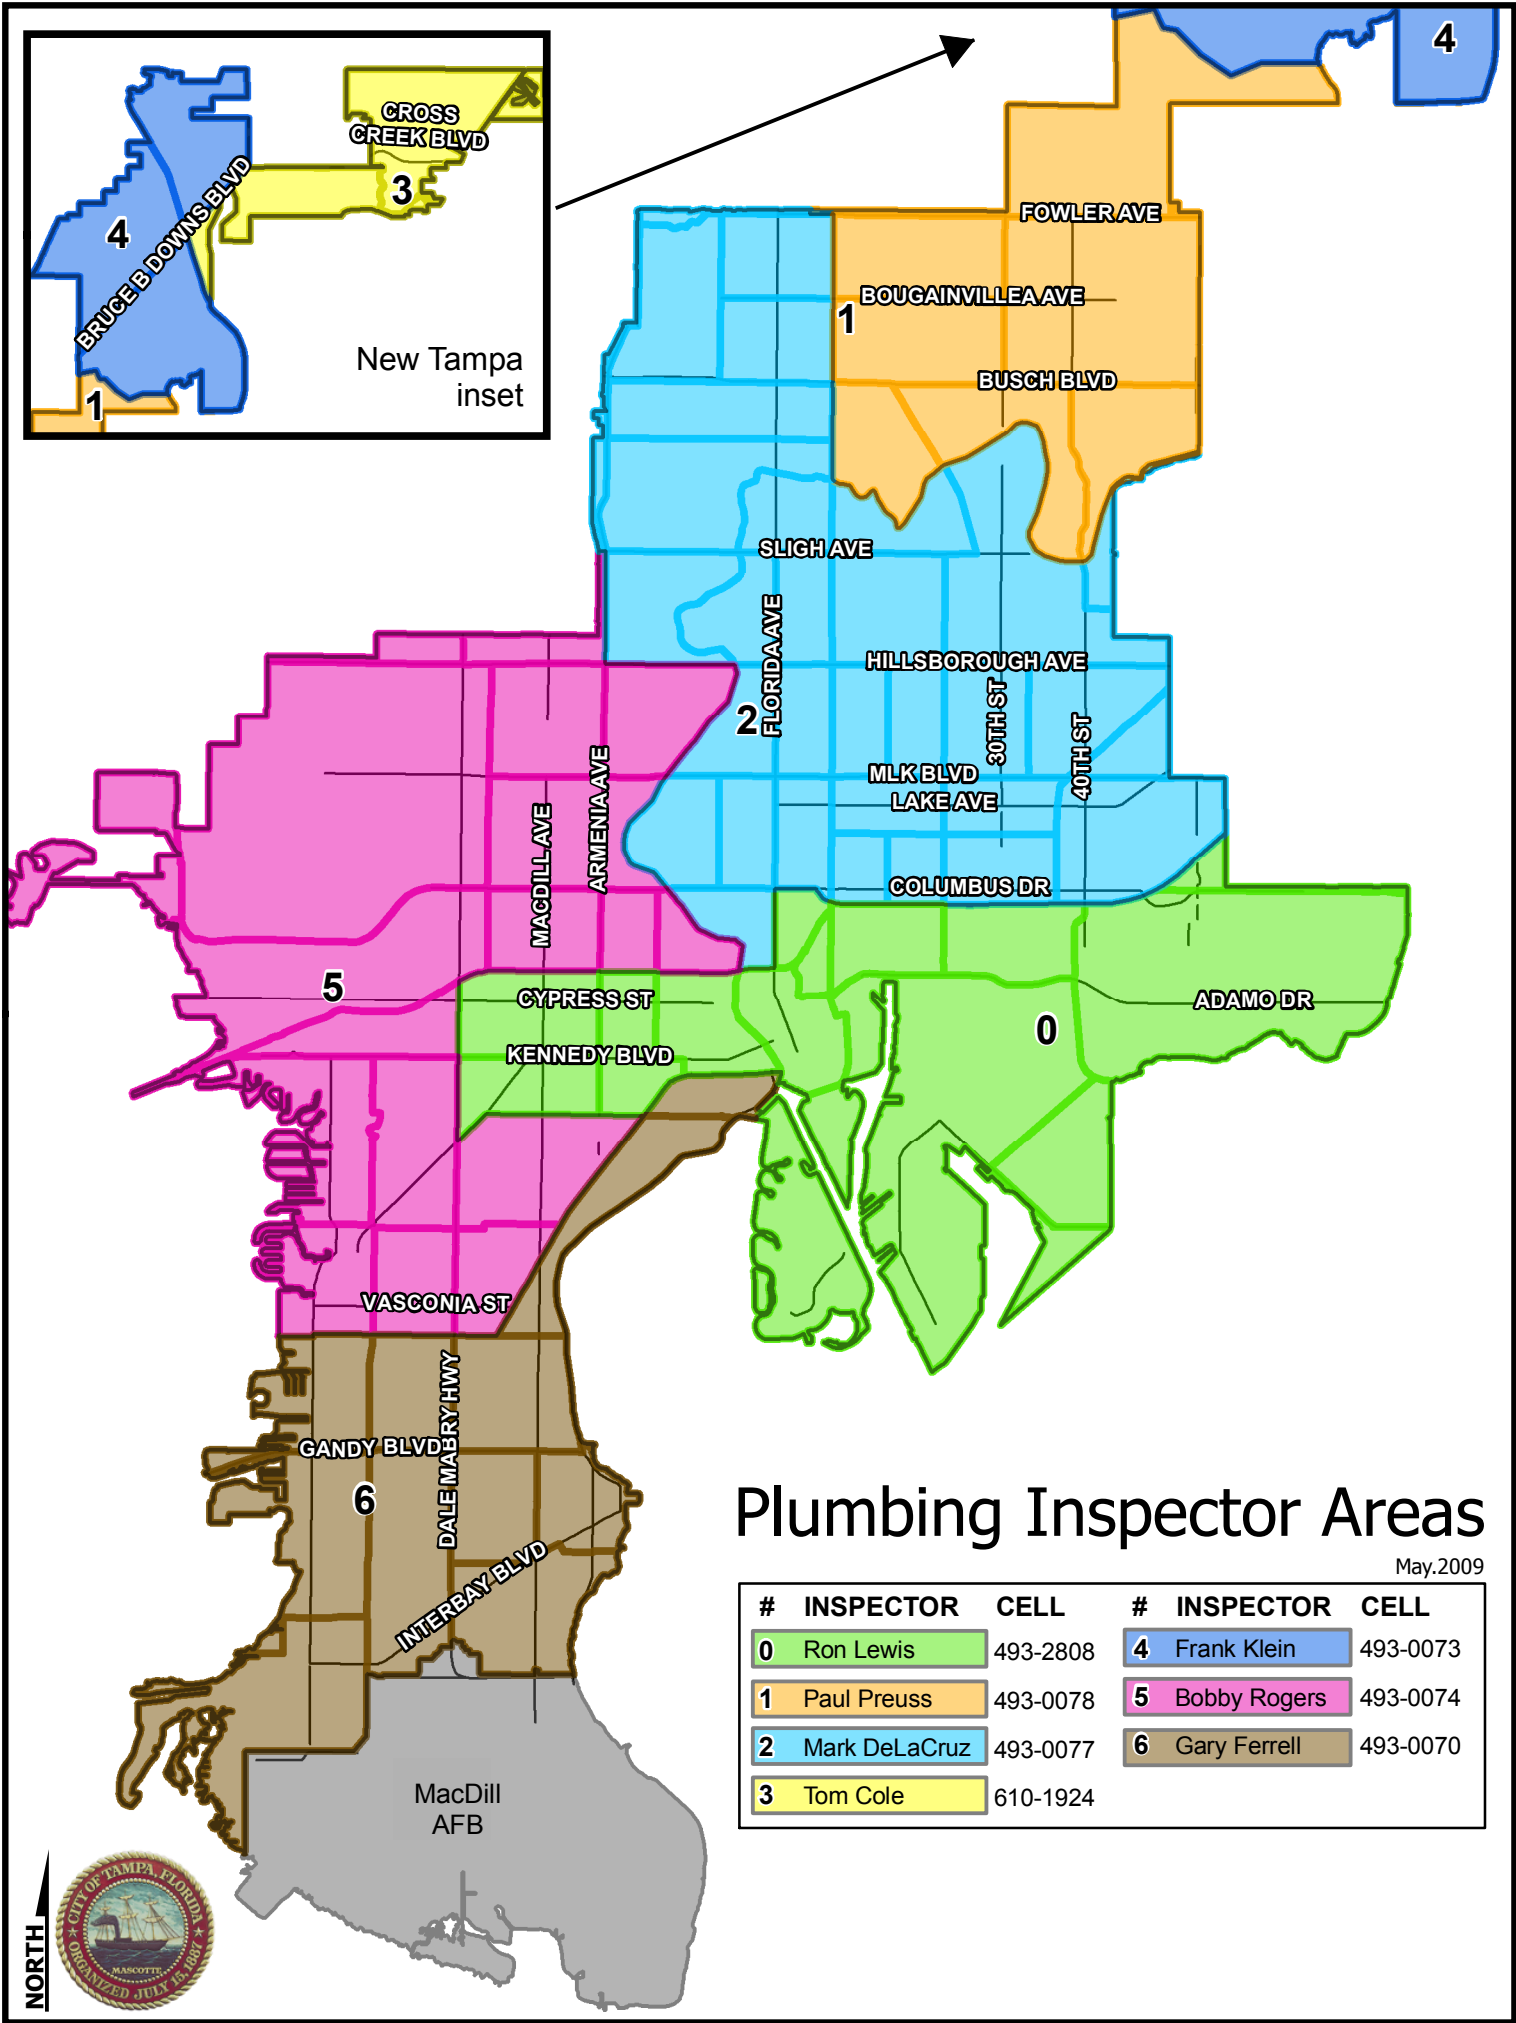 4
CROSS
CREEK BLVD
3
4
BRUCE B DOWNS BLVD
1
New Tampa
inset
FOWLER AVE
BOUGAINVILLEA AVE
1
BUSCH BLVD
SLIGH AVE
FLORIDA AVE
HILLSBOROUGH AVE
2
30TH ST
40TH ST
MLK BLVD
LAKE AVE
ARMENIA AVE
MACDILL AVE
COLUMBUS DR
5
CYPRESS ST
ADAMO DR
0
KENNEDY BLVD
VASCONIA ST
DALE MABRY HWY
GANDY BLVD
6
INTERBAY BLVD
MacDill
AFB
Plumbing Inspector Areas
May.2009
# INSPECTOR CELL # INSPECTOR CELL
0 Ron Lewis 493-2808 4 Frank Klein 493-0073
1 Paul Preuss 493-0078 5 Bobby Rogers 493-0074
2 Mark DeLaCruz 493-0077 6 Gary Ferrell 493-0070
3 Tom Cole 610-1924
NORTH
CITY OF TAMPA, FLORIDA
MASCOTTE
ORGANIZED JULY 15, 1887